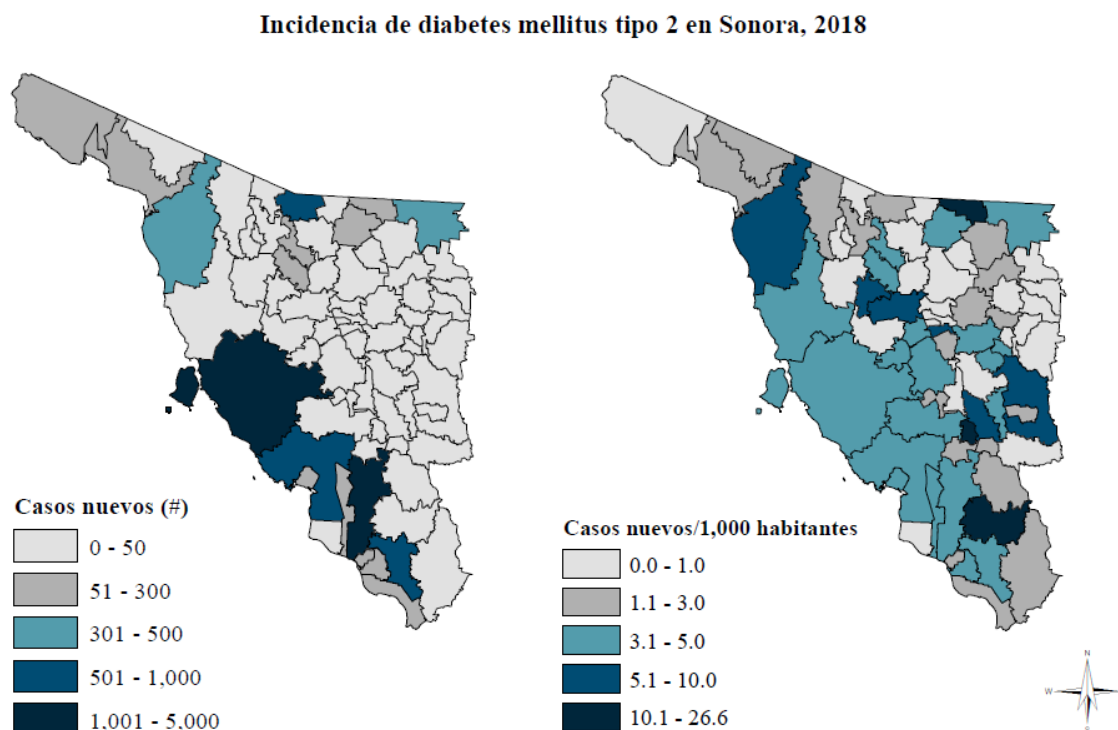 Incidencia de diabetes mellitus tipo 2 en Sonora, 2018
Casos nuevos (#)
0 - 50
51 - 300
301 - 500
501 - 1,000
1,001 - 5,000
Casos nuevos/1,000 habitantes
0.0 - 1.0
1.1 - 3.0
3.1 - 5.0
5.1 - 10.0
10.1 - 26.6
N
W
E